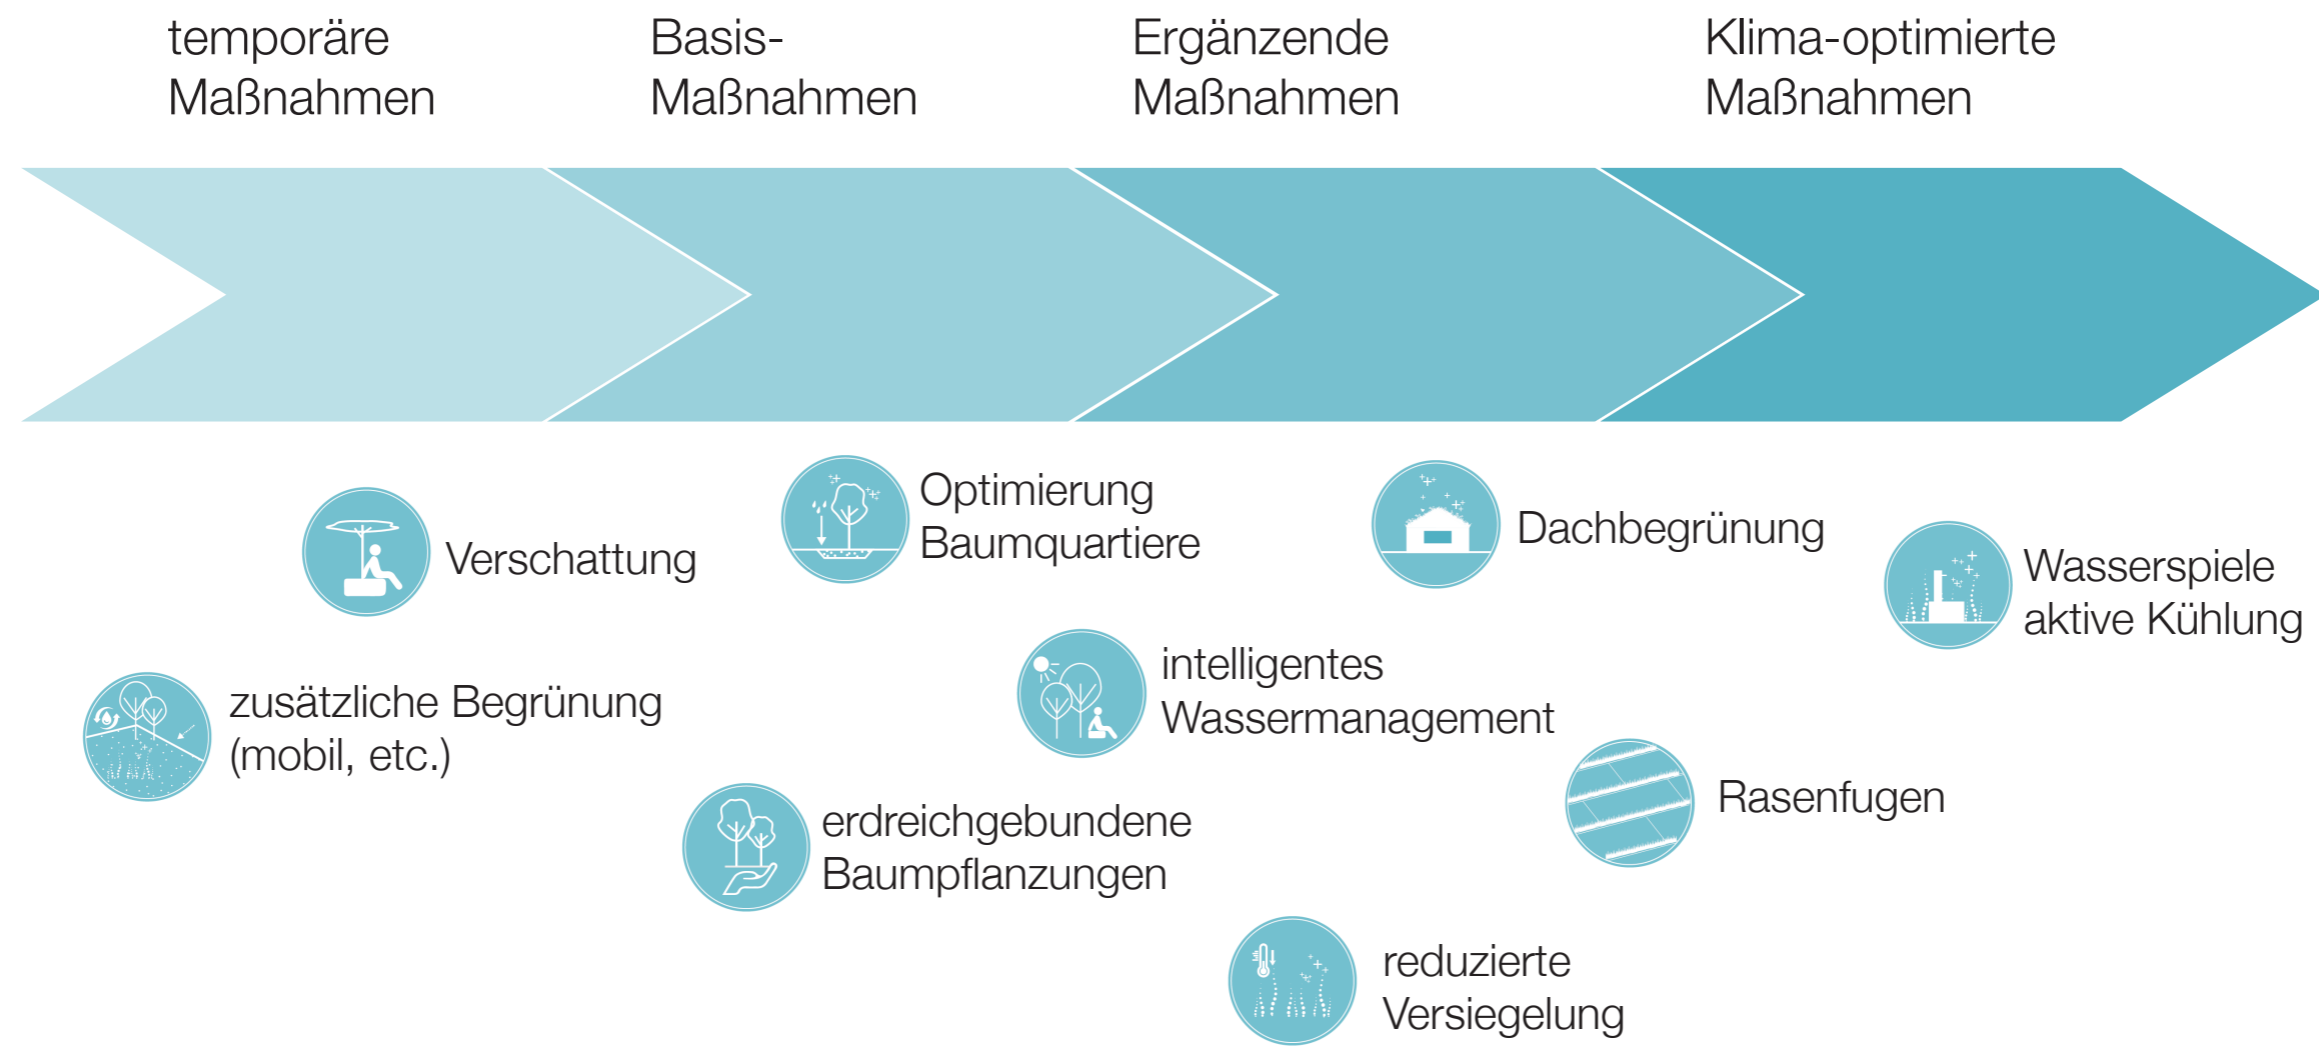 temporäre
Maßnahmen
Basis-
Maßnahmen
Ergänzende
Maßnahmen
Klima-optimierte
Maßnahmen
Verschattung
zusätzliche Begrünung
(mobil, etc.)
Optimierung
Baumquartiere
intelligentes
Wassermanagement
erdreichgebundene
Baumpflanzungen
Dachbegrünung
Rasenfugen
reduzierte
Versiegelung
Wasserspiele
aktive Kühlung